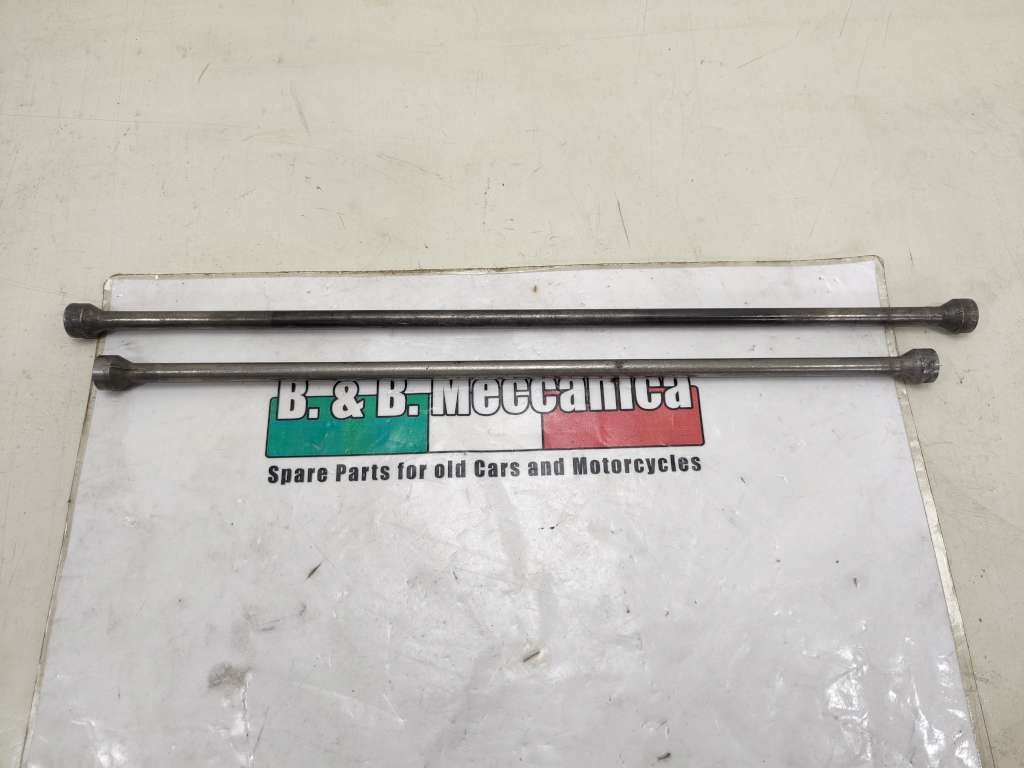 B. & B. Meccanica
Spare Parts for old Cars and Motorcycles